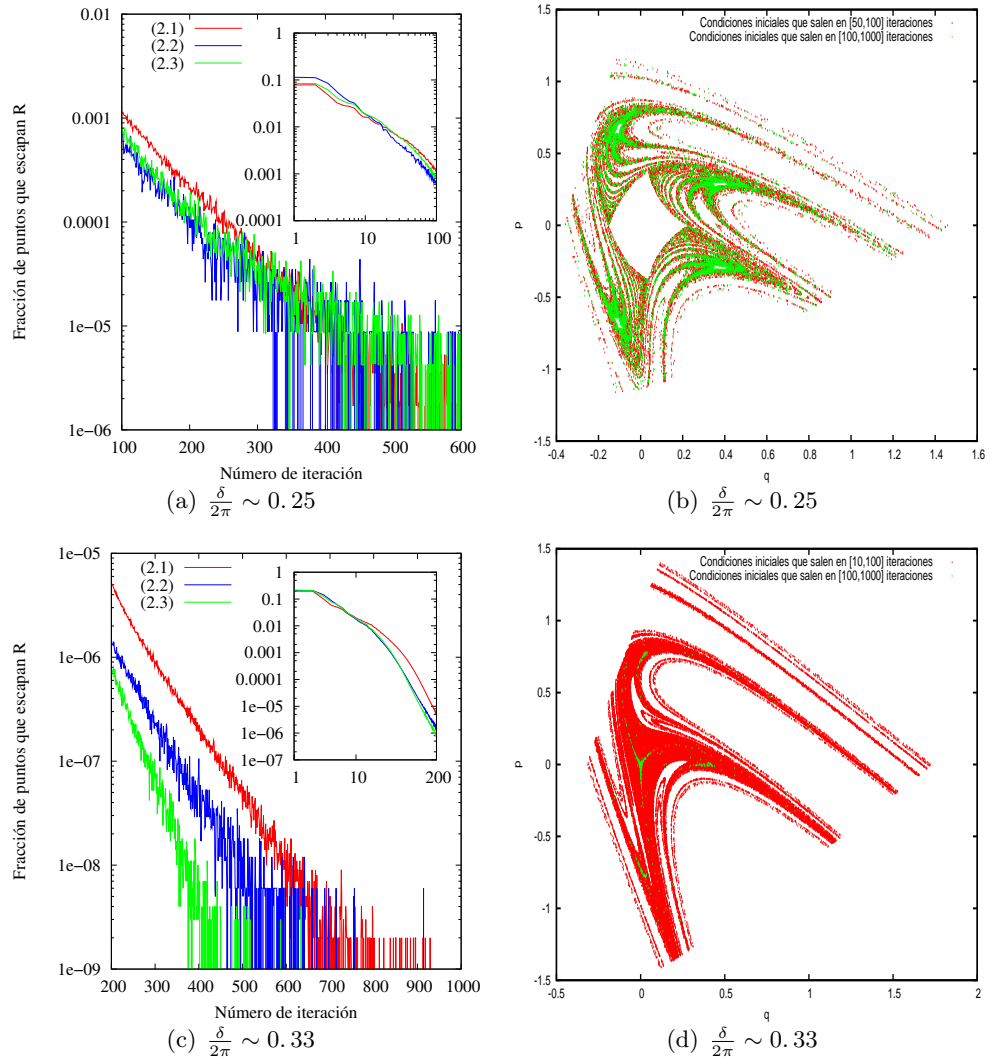 Fracción de puntos que escapan R
0.01
0.001
0.0001
1e-05
1e-06
(2.1)
(2.2)
(2.3)
1
0.1
0.01
0.001
0.0001
1 10 100
100 200 300 400 500 600
Número de iteración
(a) δ/2π ∼ 0.25
Condiciones iniciales que salen en [50,100] iteraciones
Condiciones iniciales que salen en [100,1000] iteraciones
p
1.5
1
0.5
0
-0.5
-1
-1.5
-0.4 -0.2 0 0.2 0.4 0.6 0.8 1 1.2 1.4 1.6
q
(b) δ/2π ∼ 0.25
Fracción de puntos que escapan R
1e-05
1e-06
1e-07
1e-08
1e-09
(2.1)
(2.2)
(2.3)
1
0.1
0.01
0.001
0.0001
1e-05
1e-06
1e-07
1 10 200
200 300 400 500 600 700 800 900 1000
Número de iteración
(c) δ/2π ∼ 0.33
Condiciones iniciales que salen en [10,100] iteraciones
Condiciones iniciales que salen en [100,1000] iteraciones
p
1.5
1
0.5
0
-0.5
-1
-1.5
-0.5 0 0.5 1 1.5 2
q
(d) δ/2π ∼ 0.33